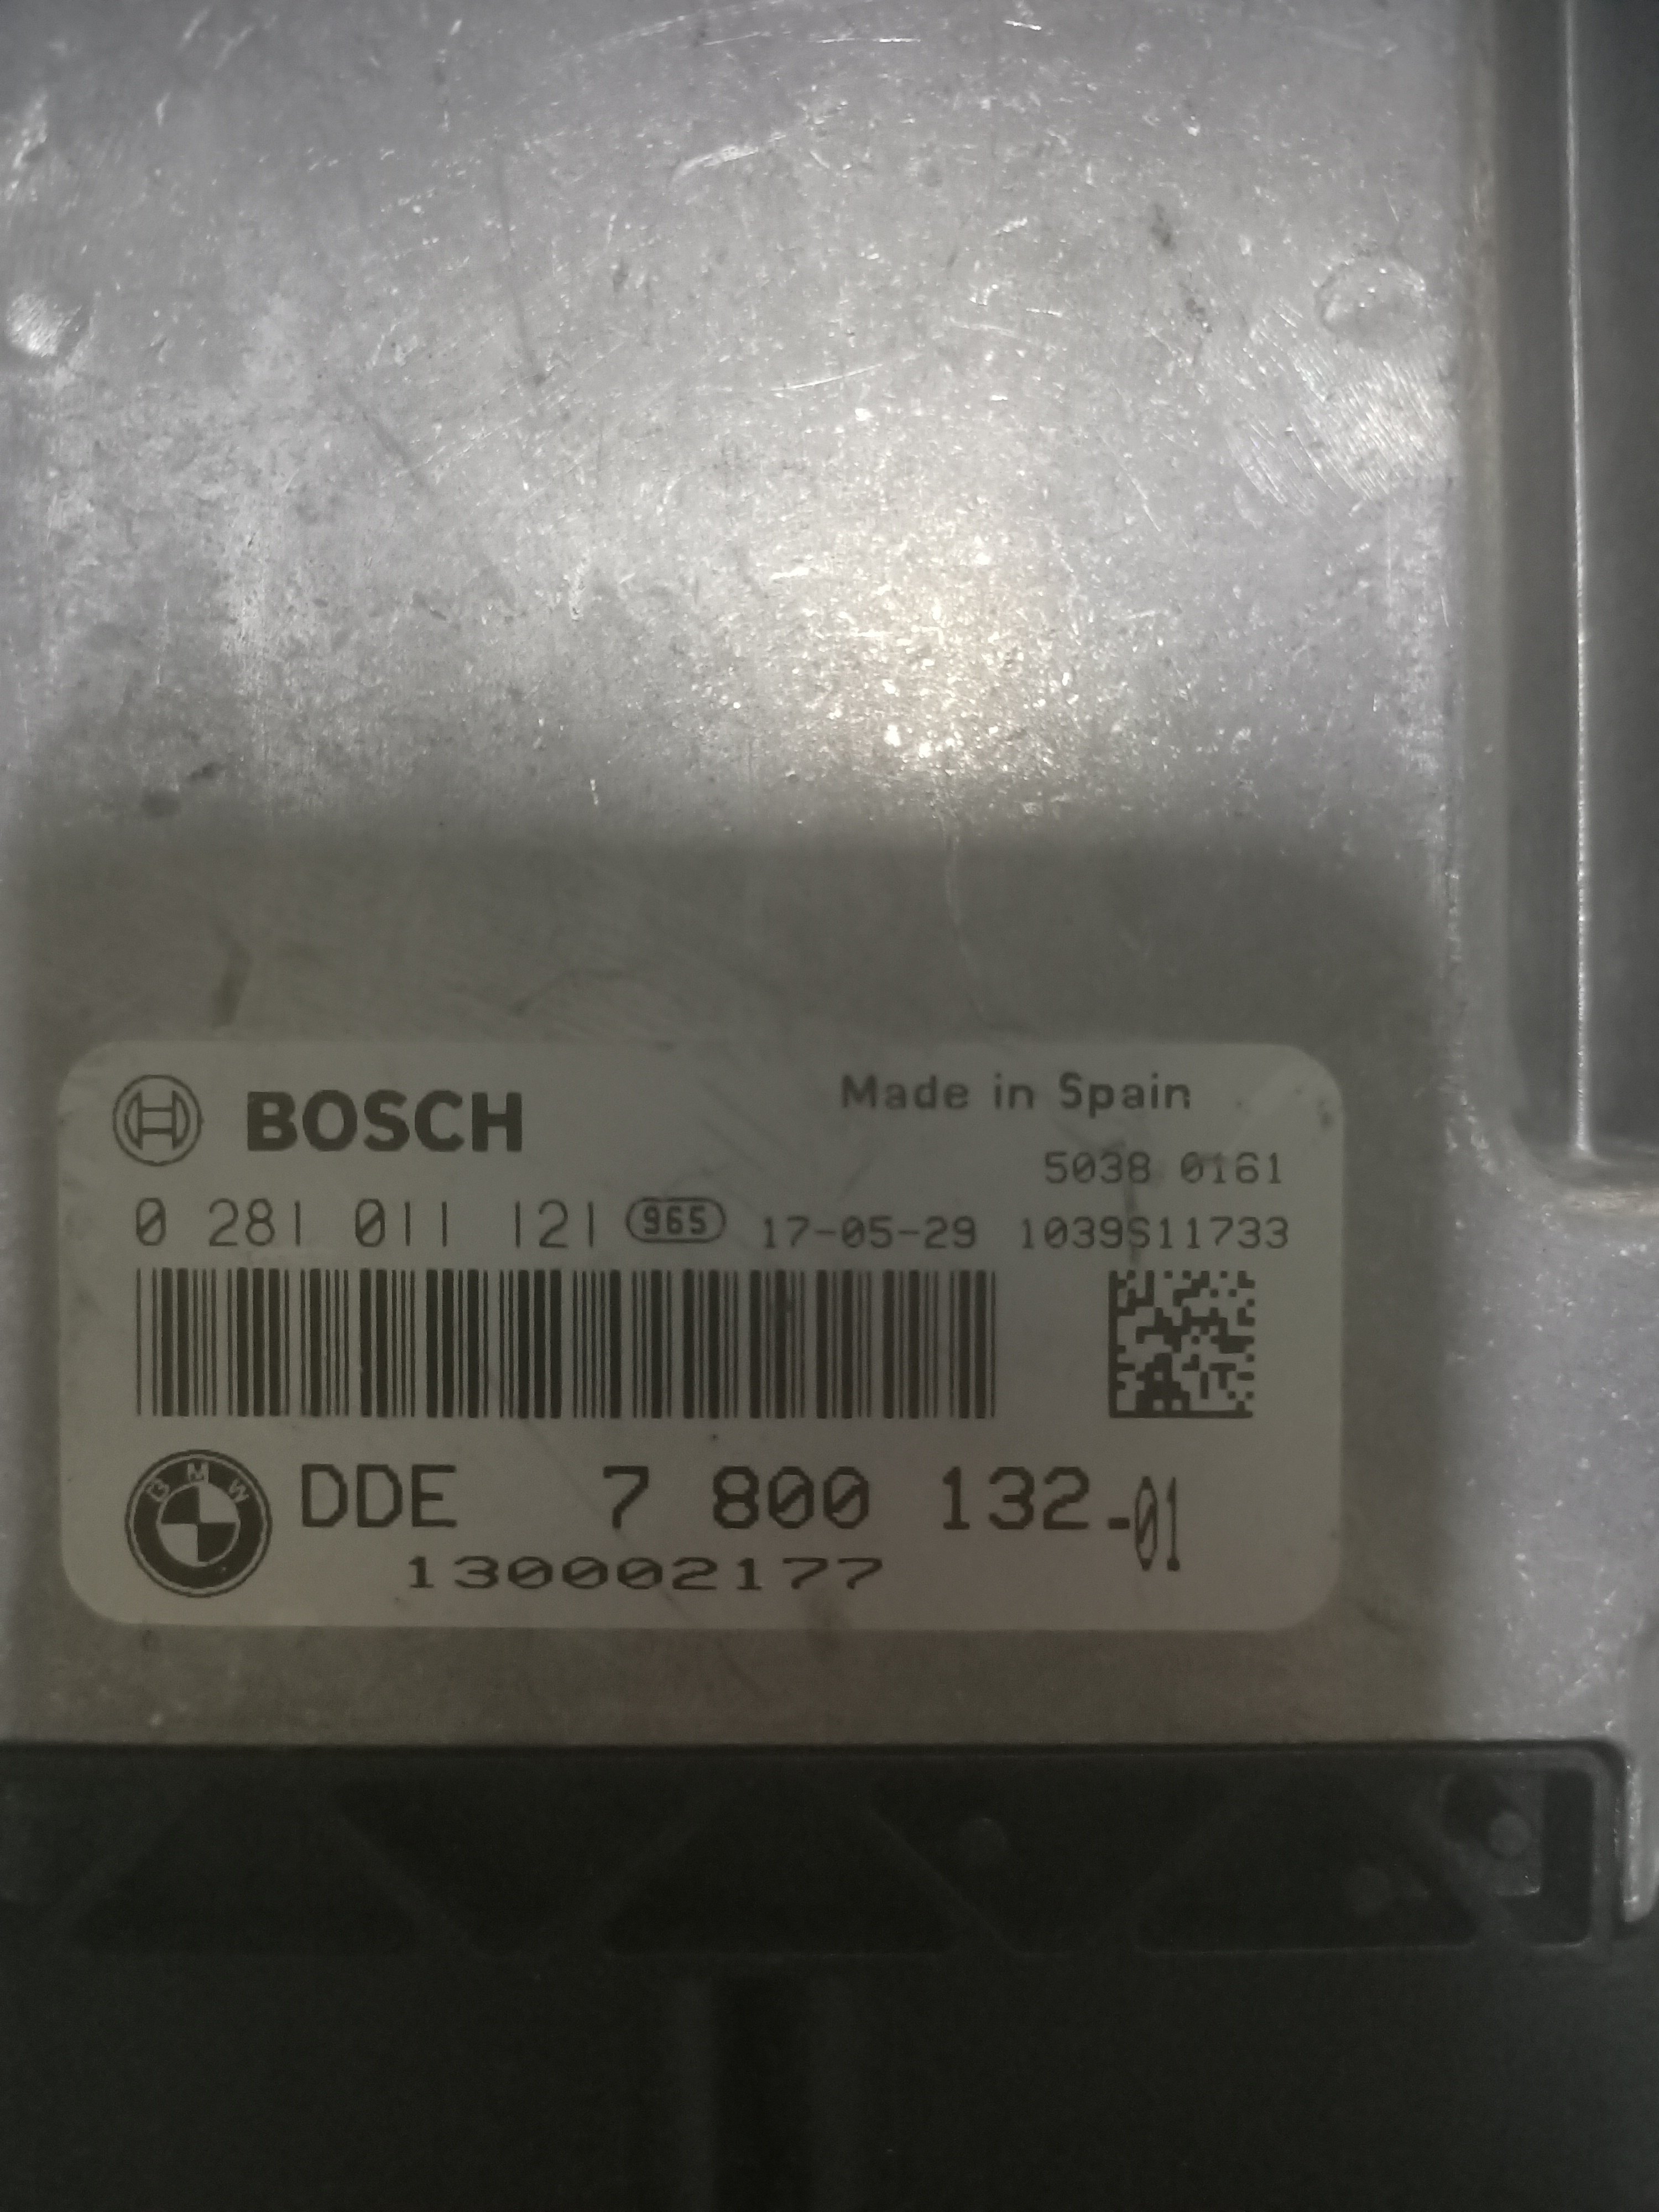 BOSCH Made in Spain
5038 0161
0 281 011 121 965 17-05-29 1039S11733
BMW DDE 7 800 132-01
130002177